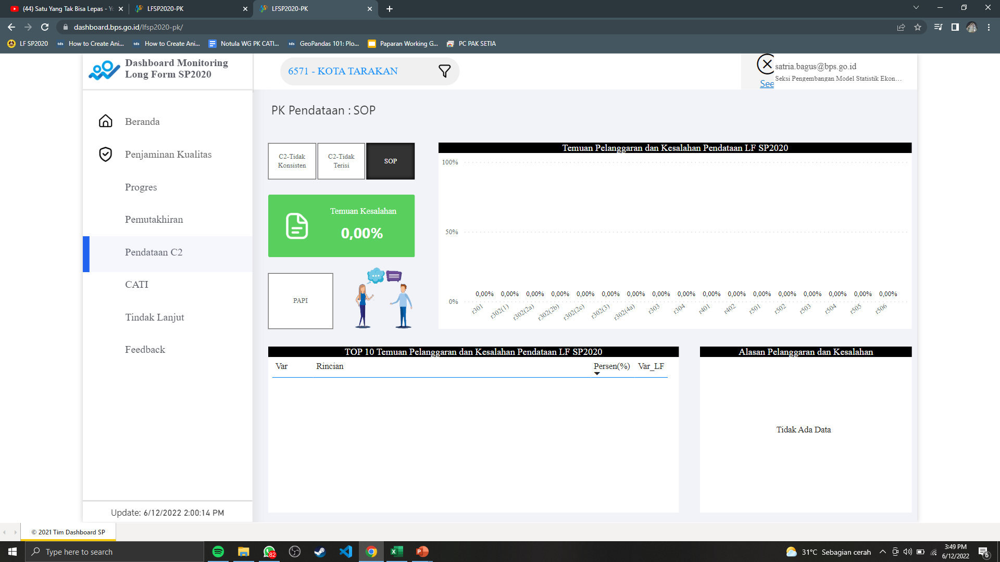 (44) Satu Yang Tak Bisa Lepas - Yo
LFSP2020-PK
LFSP2020-PK
dashboard.bps.go.id/lfsp2020-pk/
LF SP2020
tds How to Create Ani...
tds How to Create Ani...
Notula WG PK CATI...
tds GeoPandas 101: Plo...
Paparan Working G...
PC PAK SETIA
Dashboard Monitoring
Long Form SP2020
6571 - KOTA TARAKAN
See
satria.bagus@bps.go.id
Seksi Pengembangan Model Statistik Ekon...
Beranda
Penjaminan Kualitas
Progres
Pemutakhiran
Pendataan C2
CATI
Tindak Lanjut
Feedback
Update: 6/12/2022 2:00:14 PM
PK Pendataan : SOP
C2-Tidak
Konsisten
C2-Tidak
Terisi
SOP
Temuan Kesalahan
0,00%
PAPI
Temuan Pelanggaran dan Kesalahan Pendataan LF SP2020
100%
50%
0%
0,00% 0,00% 0,00% 0,00% 0,00% 0,00% 0,00% 0,00% 0,00% 0,00% 0,00% 0,00% 0,00% 0,00% 0,00% 0,00% 0,00%
r301 r302(1) r302(2a) r302(2b) r302(2c) r302(3) r302(4a) r303 r304 r401 r402 r501 r502 r503 r504 r505 r506
TOP 10 Temuan Pelanggaran dan Kesalahan Pendataan LF SP2020
Var Rincian Persen(%) Var_LF
Alasan Pelanggaran dan Kesalahan
Tidak Ada Data
© 2021 Tim Dashboard SP
Type here to search
82
31°C Sebagian cerah
3:49 PM
6/12/2022
6